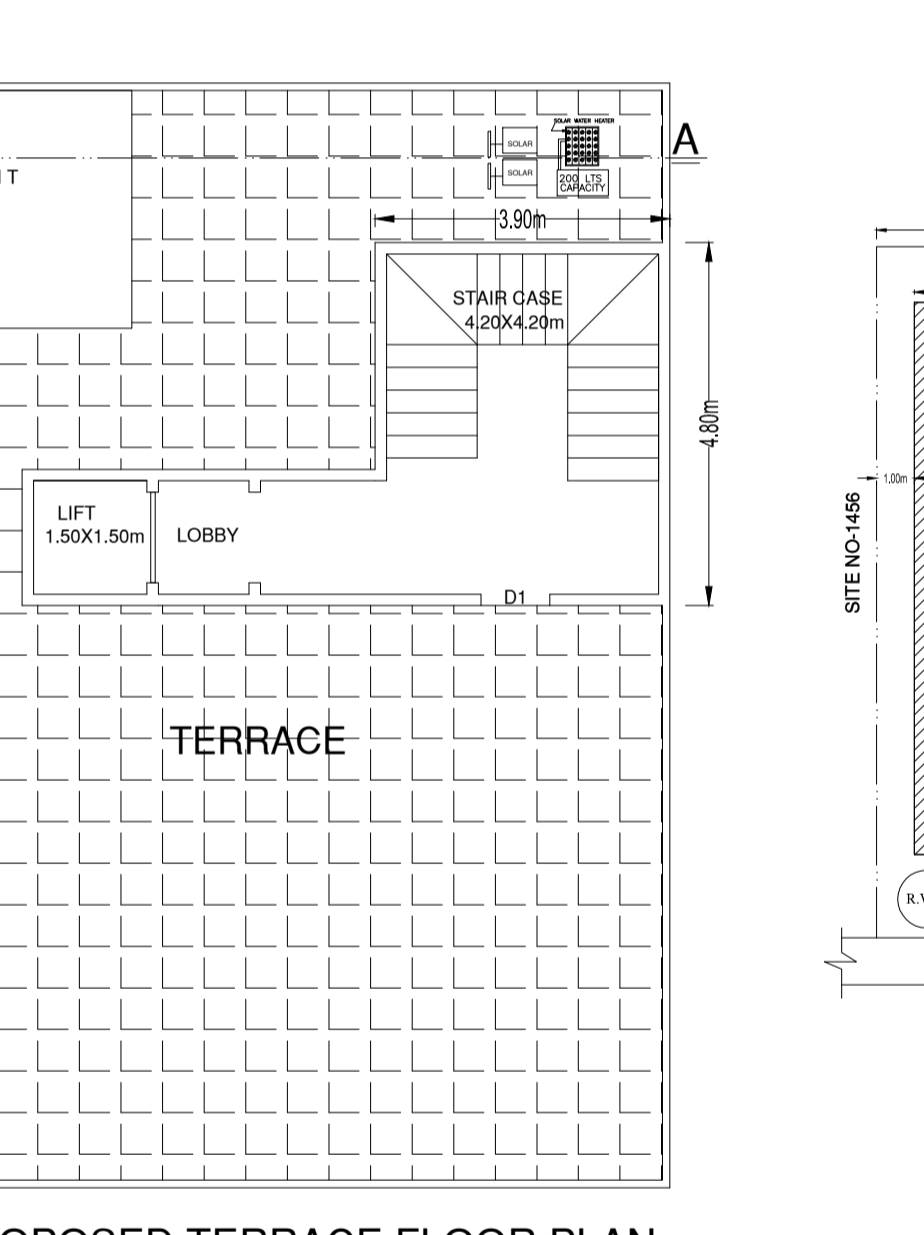 SOLAR WATER HEATER
SOLAR
SOLAR
200 LTS
CAPACITY
A
T
3.90m
STAIR CASE
4.20X4.20m
4.80m
LIFT
1.50X1.50m
LOBBY
D1
TERRACE
1.00m
SITE NO-1456
R.
TERRACE FLOOR PLAN